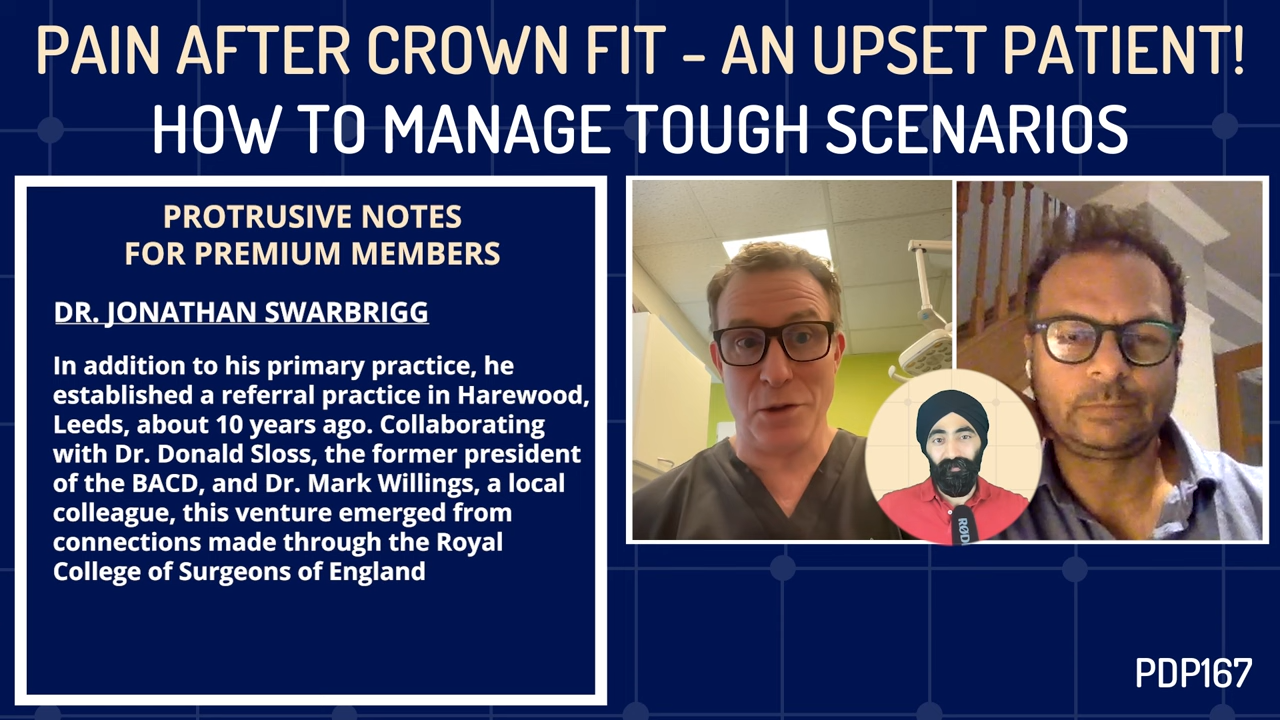 PAIN AFTER CROWN FIT - AN UPSET PATIENT!
HOW TO MANAGE TOUGH SCENARIOS
PROTRUSIVE NOTES
FOR PREMIUM MEMBERS
DR. JONATHAN SWARBRIGG
In addition to his primary practice, he
established a referral practice in Harewood,
Leeds, about 10 years ago. Collaborating
with Dr. Donald Sloss, the former president
of the BACD, and Dr. Mark Willings, a local
colleague, this venture emerged from
connections made through the Royal
College of Surgeons of England
RØD
PDP167